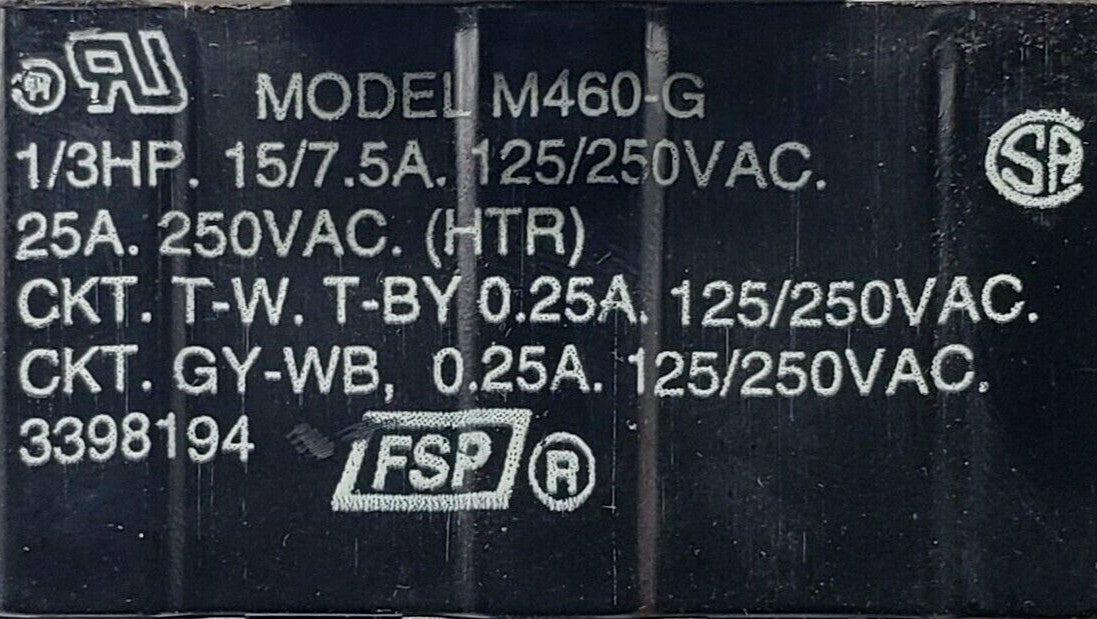 MODEL M460-G
1/3HP. 15/7.5A. 125/250VAC.
SA
25A. 250VAC. (HTR)
CKT. T-W. T-BY 0.25A. 125/250VAC.
CKT. GY-WB, 0.25A. 125/250VAC.
3398194
FSP ®